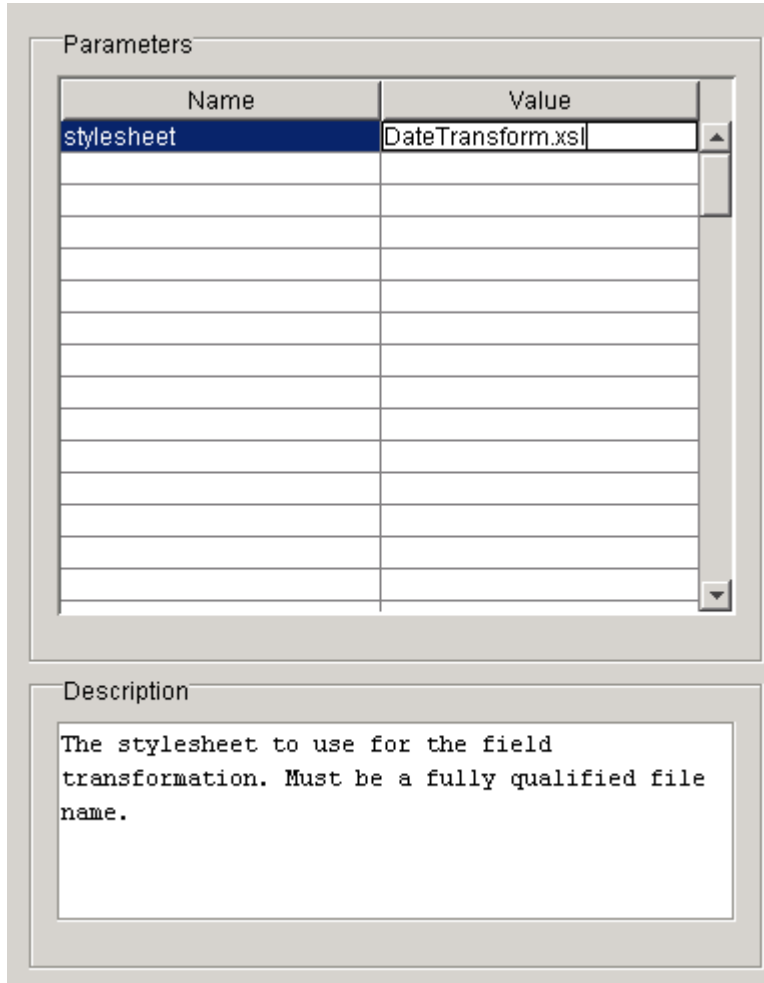 Parameters
Name Value
stylesheet DateTransform.xsl
Description
The stylesheet to use for the field
transformation. Must be a fully qualified file
name.